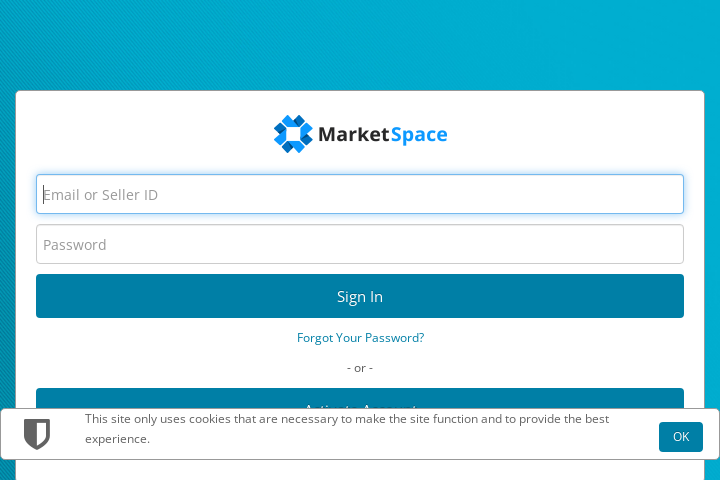 MarketSpace
Email or Seller ID
Password
Sign In
Forgot Your Password?
- or -
This site only uses cookies that are necessary to make the site function and to provide the best
experience.
OK